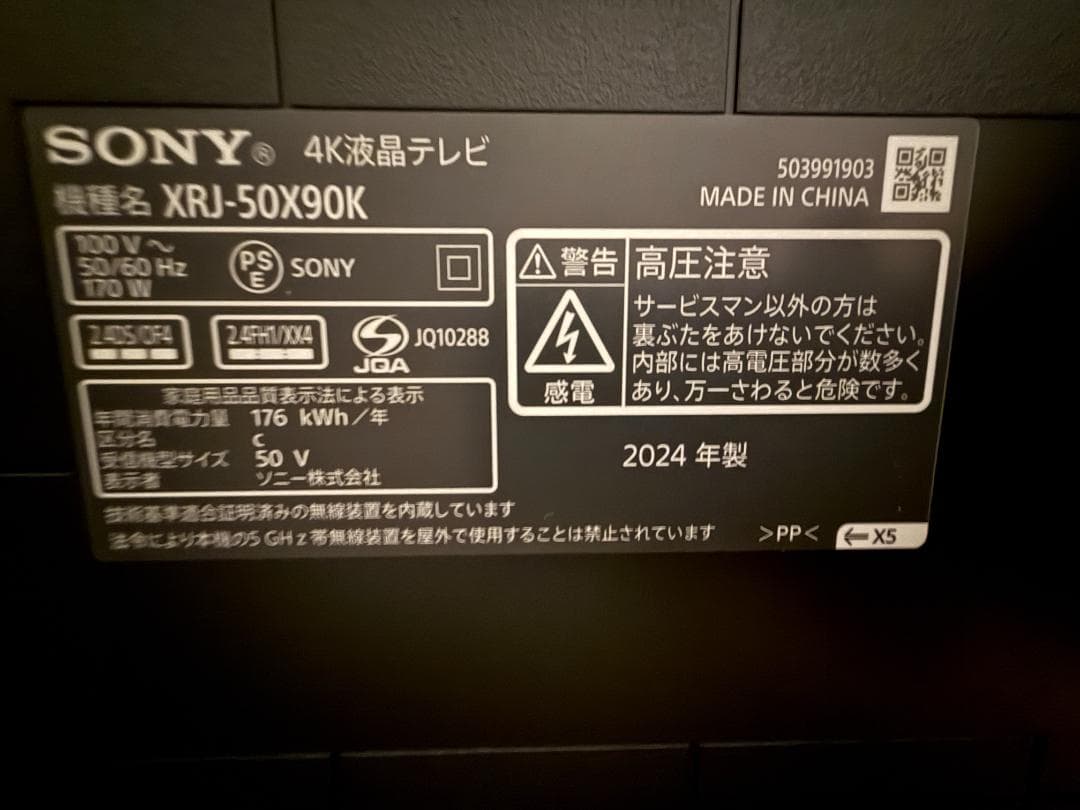 SONY® 4K液晶テレビ
機種名 XRJ-50X90K
503991903
MADE IN CHINA
100 V ～
50/60 Hz
170 W
PS
E
SONY
2.4DS/OF4
2.4FH1/XX4
JQA
JQ10288
家庭用品品質表示法による表示
年間消費電力量 176 kWh／年
区分名 C
受信機型サイズ 50 V
表示者 ソニー株式会社
警告
感電
高圧注意
サービスマン以外の方は
裏ぶたをあけないでください。
内部には高電圧部分が数多く
あり、万一さわると危険です。
2024 年製
技術基準適合証明済みの無線装置を内蔵しています
法令により本機の5 GHz帯無線装置を屋外で使用することは禁止されています
>PP<
←X5